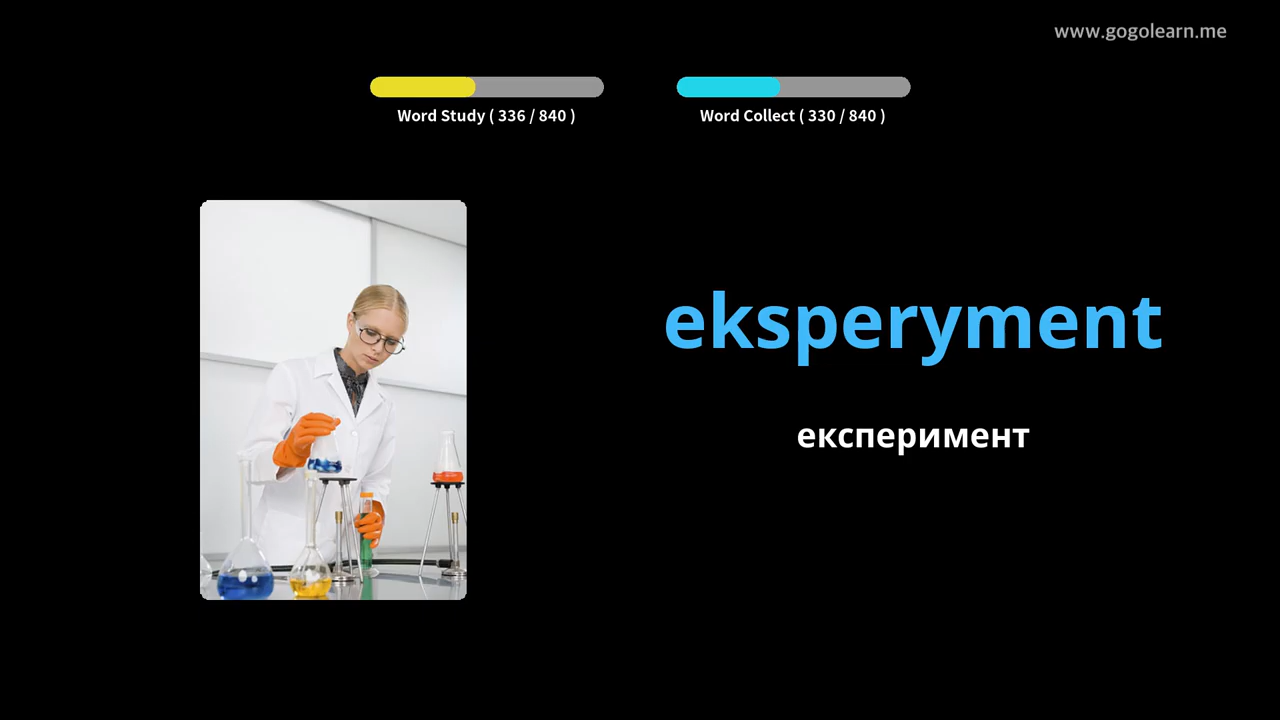 www.gogolearn.me
Word Study ( 336 / 840 )
Word Collect ( 330 / 840 )
eksperyment
експеримент